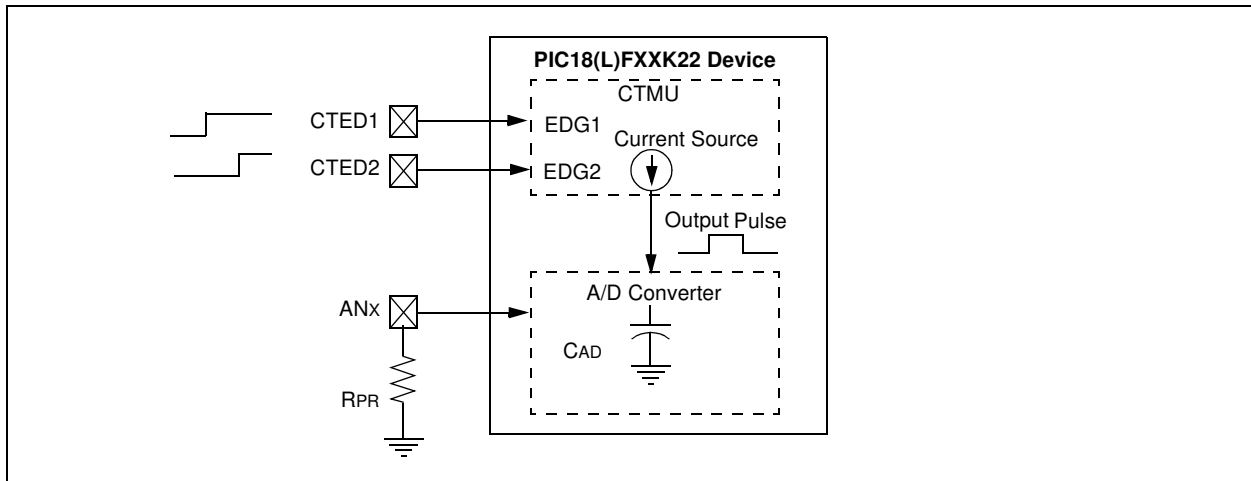 PIC18(L)FXXK22 Device
CTMU
CTED1
EDG1
Current Source
CTED2
EDG2
Output Pulse
A/D Converter
ANX
CAD
RPR